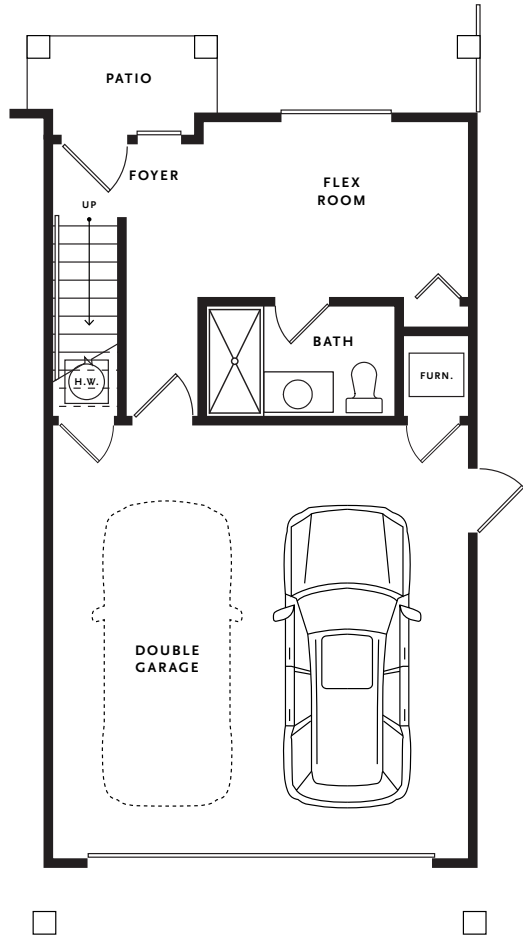 PATIO
FOYER
FLEX
ROOM
UP
BATH
H.W.
FURN.
DOUBLE
GARAGE